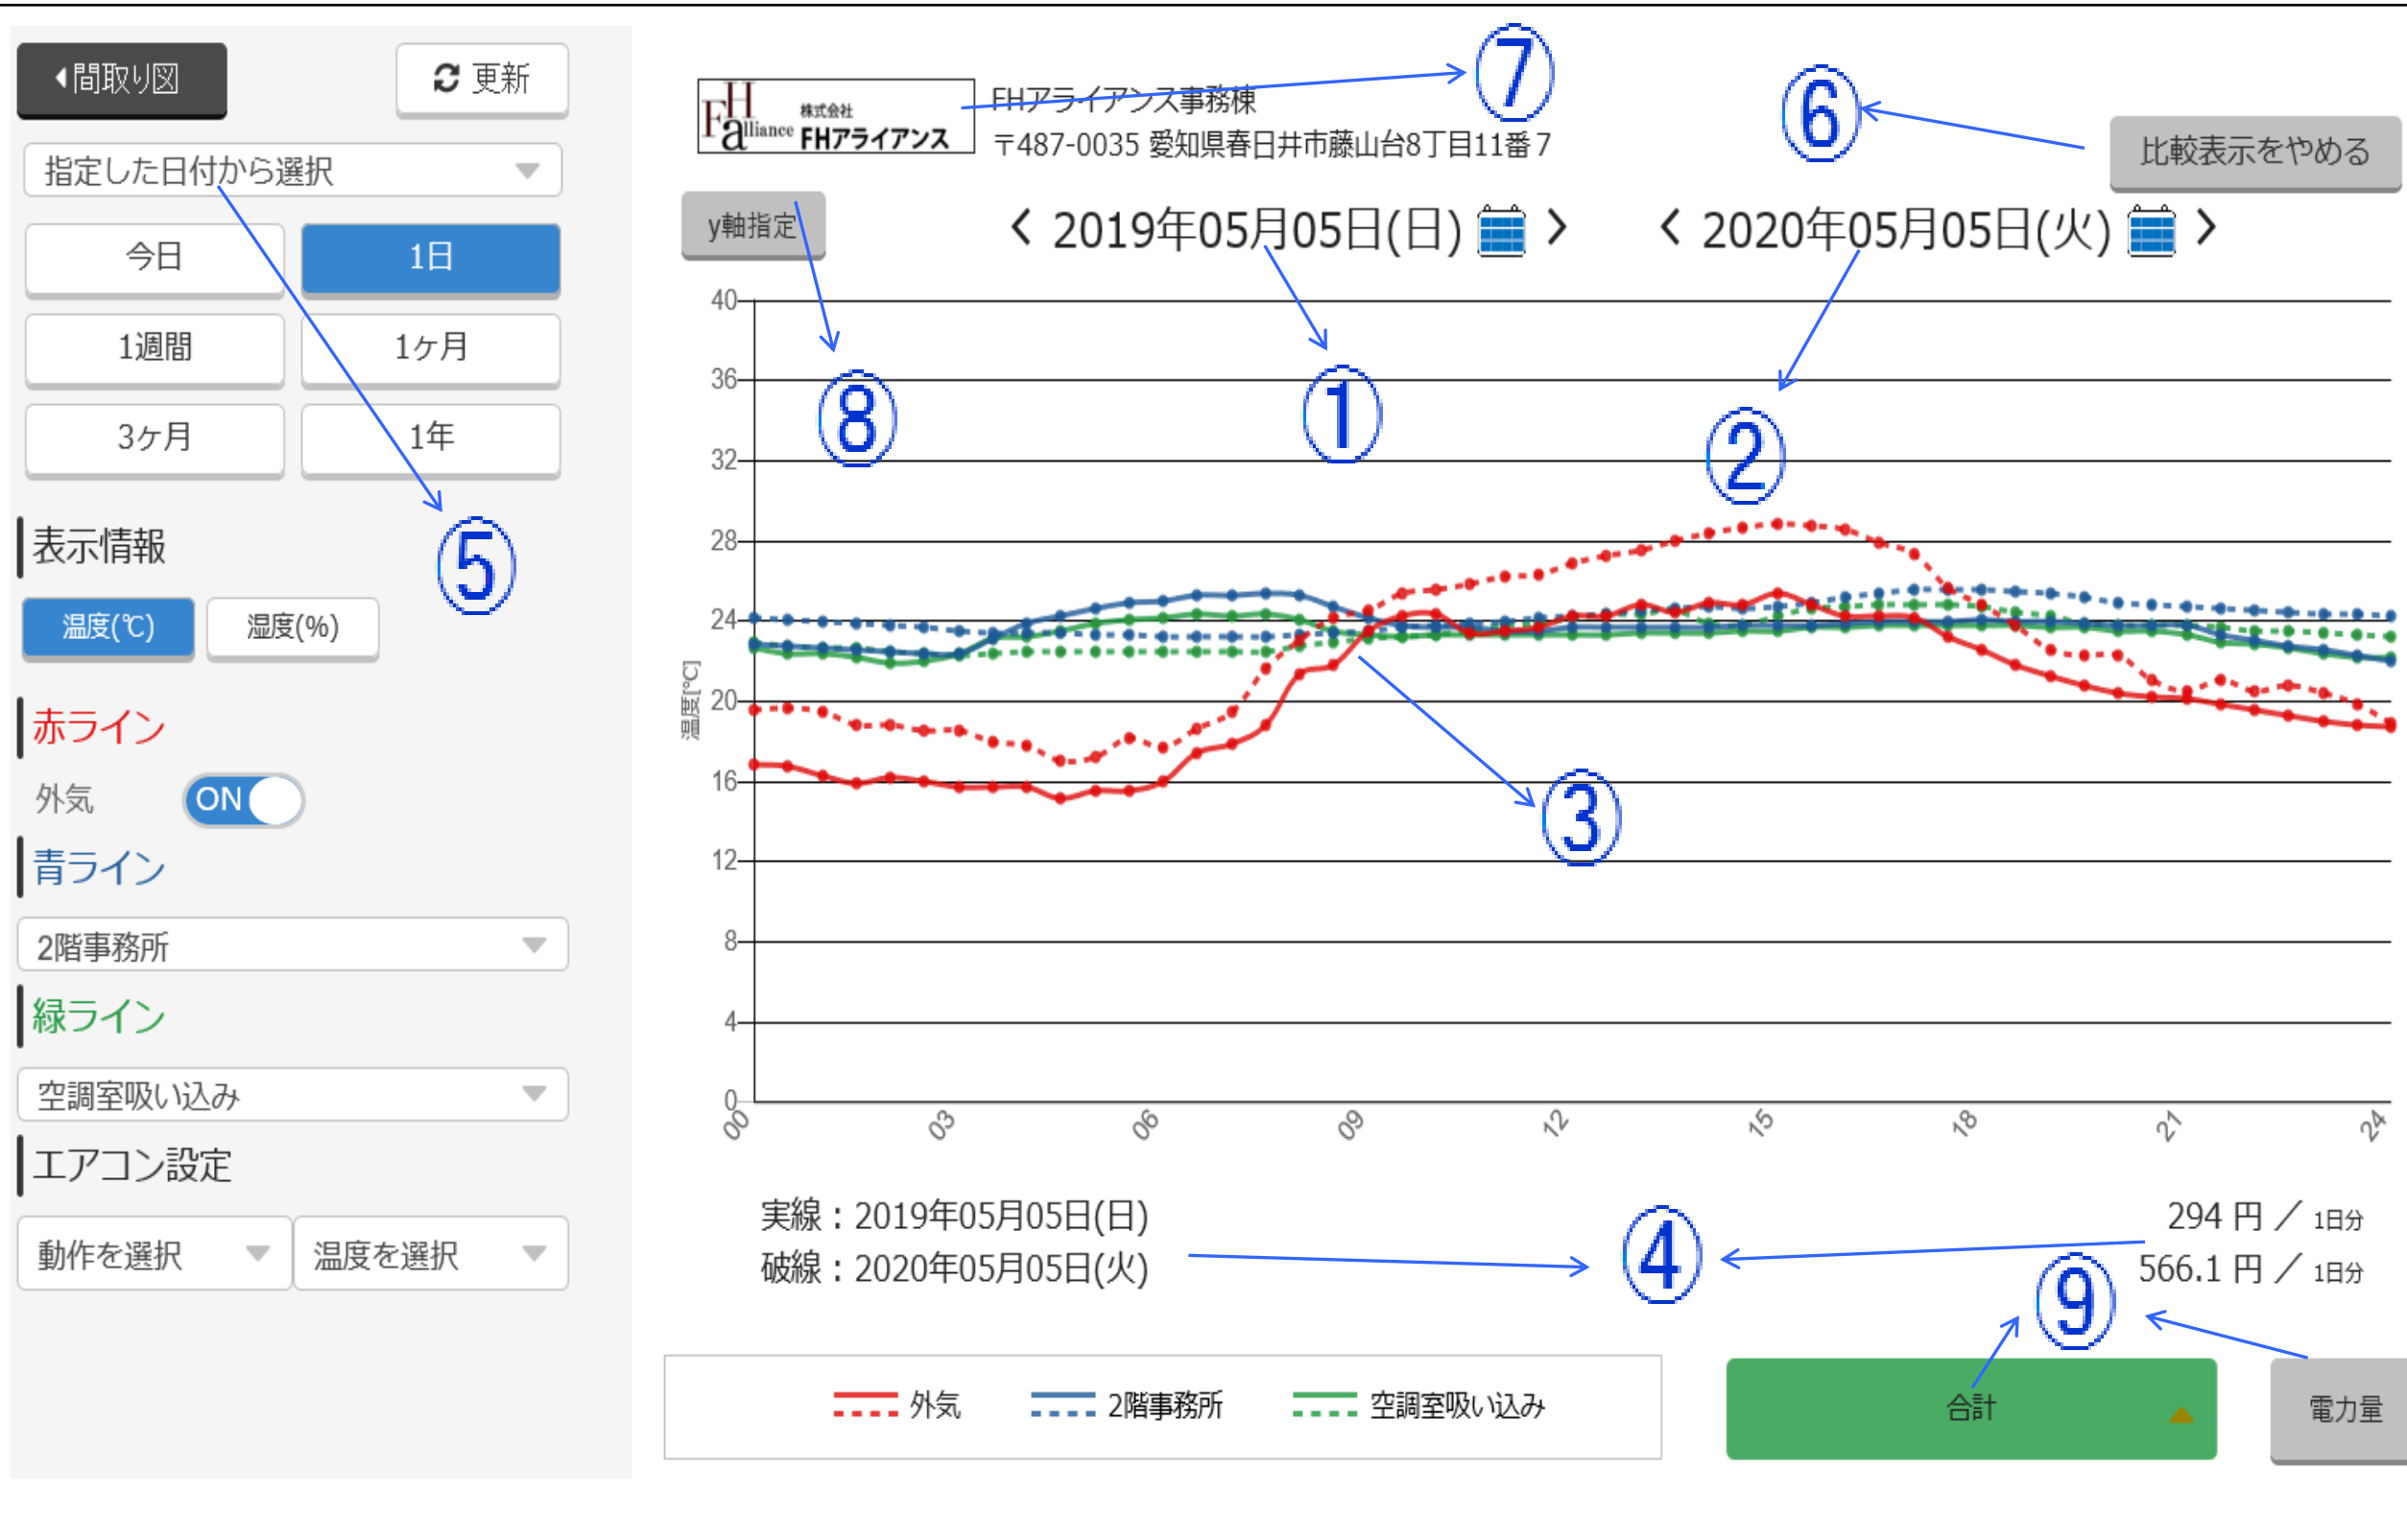 間取り図
更新
指定した日付から選択
今日
1日
1週間
1ヶ月
3ヶ月
1年
⑤
表示情報
温度(℃)
湿度(%)
赤ライン
外気
ON
青ライン
2階事務所
緑ライン
空調室吸い込み
エアコン設定
動作を選択
温度を選択
FH alliance
株式会社
FHアライアンス
FHアライアンス事務棟
〒487-0035 愛知県春日井市藤山台8丁目11番7
⑦
⑥
比較表示をやめる
y軸指定
2019年05月05日(日)
2020年05月05日(火)
⑧
①
②
③
温度[℃]
40
36
32
28
24
20
16
12
8
4
0
00
03
06
09
12
15
18
21
24
実線：2019年05月05日(日)
破線：2020年05月05日(火)
④
294 円 ／ 1日分
566.1 円 ／ 1日分
⑨
外気
2階事務所
空調室吸い込み
合計
電力量